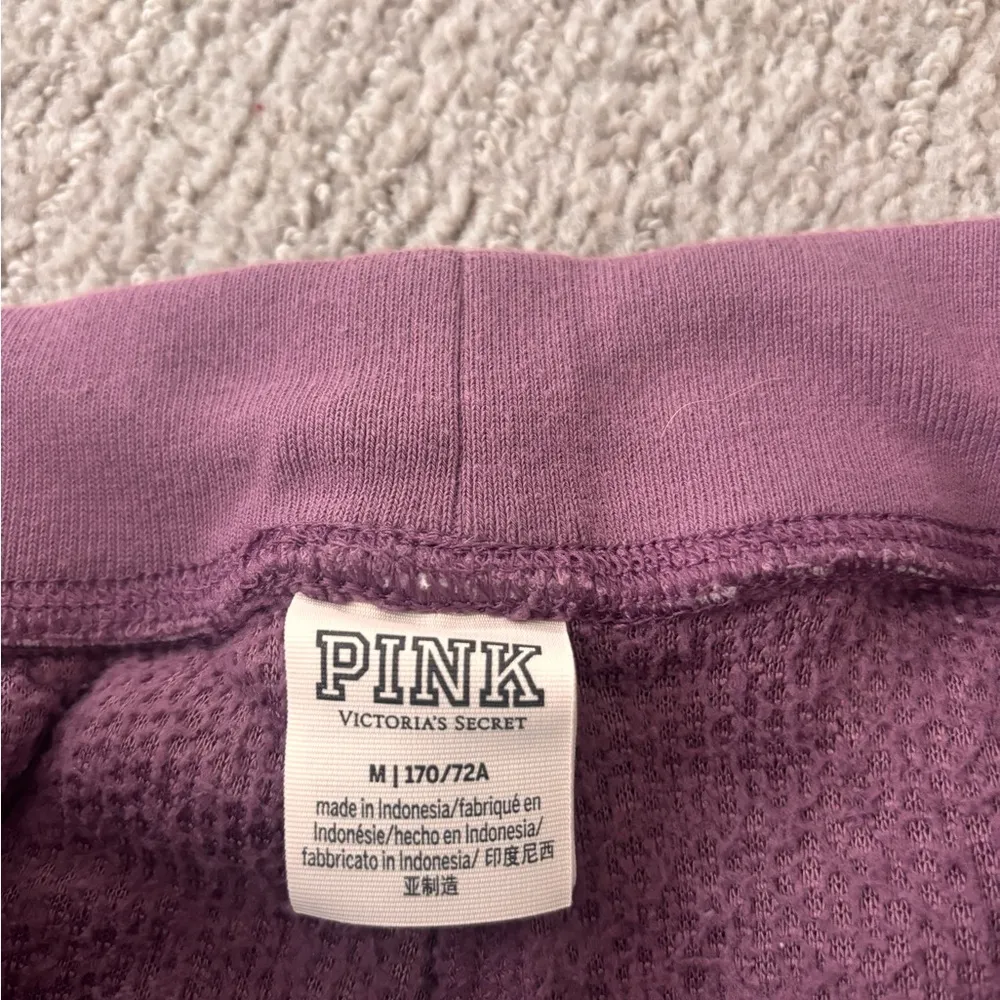 PINK
VICTORIA'S SECRET
M | 170/72A
made in Indonesia/fabriqué en
Indonésie/hecho en Indonesia/
fabbricato in Indonesia/ 印度尼西
亚制造